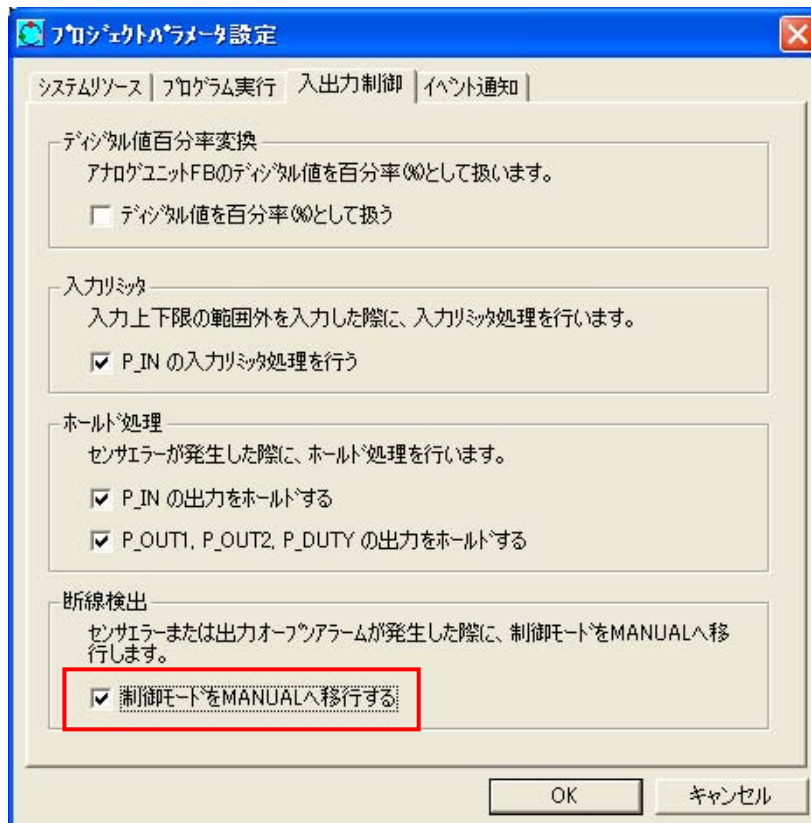 プロジェクトパラメータ設定
システムリソース
プログラム実行
入出力制御
イベント通知
ディジタル値百分率変換
アナログユニットFBのディジタル値を百分率(%)として扱います。
ディジタル値を百分率(%)として扱う
入力リミッタ
入力上下限の範囲外を入力した際に、入力リミッタ処理を行います。
P_IN の入力リミッタ処理を行う
ホールド処理
センサエラーが発生した際に、ホールド処理を行います。
P_IN の出力をホールドする
P_OUT1, P_OUT2, P_DUTY の出力をホールドする
断線検出
センサエラーまたは出力オープンアラームが発生した際に、制御モードをMANUALへ移
行します。
制御モードをMANUALへ移行する
OK
キャンセル